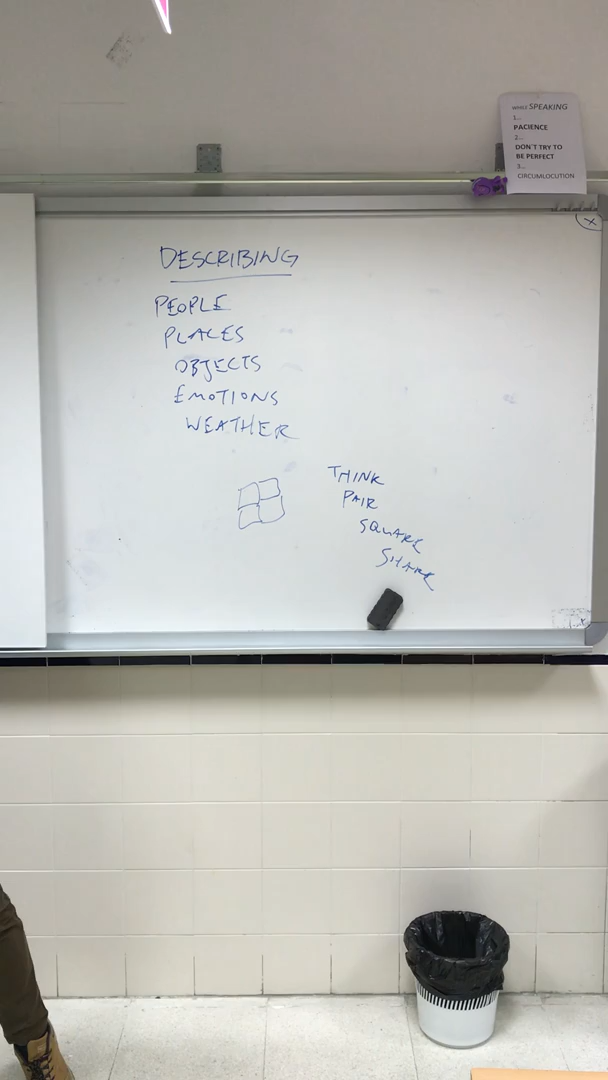 WHILE SPEAKING
1...
PACIENCE
2...
DON'T TRY TO
BE PERFECT
3...
CIRCUMLOCUTION
DESCRIBING
PEOPLE
PLACES
OBJECTS
EMOTIONS
WEATHER
THINK
PAIR
SQUARE
SHARE